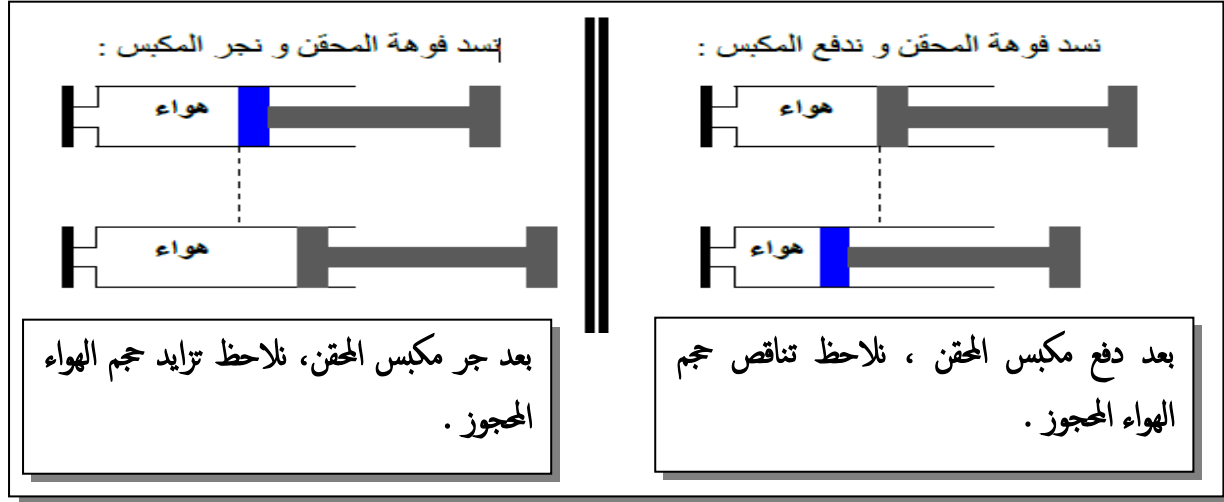 نسد فوهة المحقن و ندفع المكبس :
هواء
هواء
بعد دفع مكبس المحقن ، نلاحظ تناقص حجم
الهواء المحجوز .
نسد فوهة المحقن و نجر المكبس :
هواء
هواء
بعد جر مكبس المحقن، نلاحظ تزايد حجم الهواء
المحجوز .